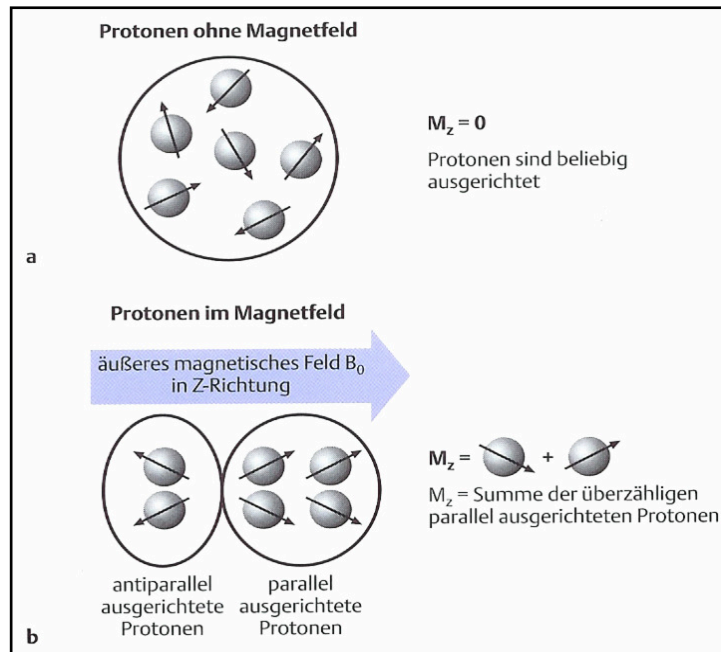 Protonen ohne Magnetfeld
M_z = 0
Protonen sind beliebig
ausgerichtet
a
Protonen im Magnetfeld
äußeres magnetisches Feld B₀
in Z-Richtung
M_z = +
M_z = Summe der überzähligen
parallel ausgerichteten Protonen
antiparallel
ausgerichtete
Protonen
parallel
ausgerichtete
Protonen
b